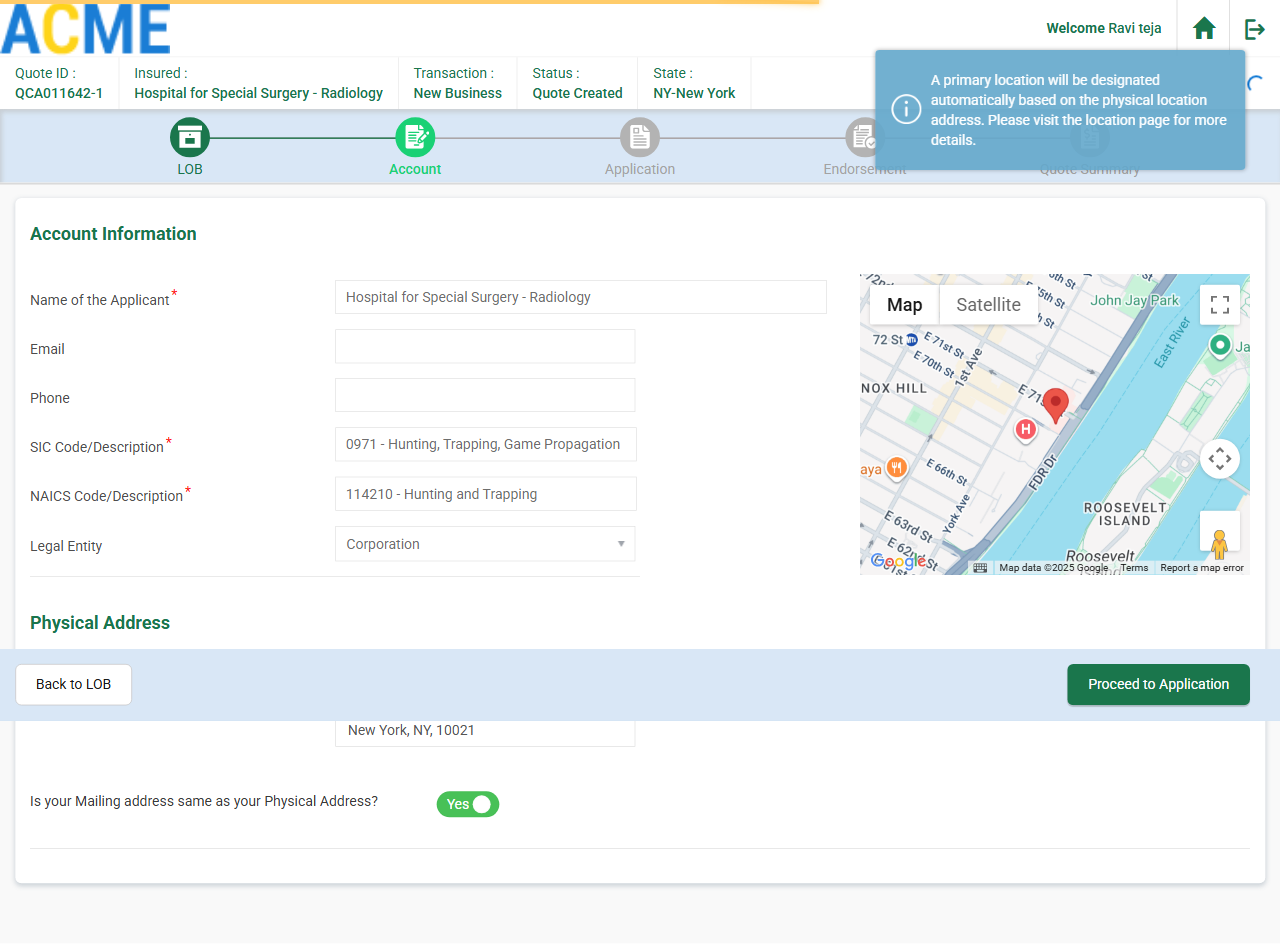 ACME
Welcome Ravi teja
Quote ID :
QCA011642-1
Insured :
Hospital for Special Surgery - Radiology
Transaction :
New Business
Status :
Quote Created
State :
NY-New York
A primary location will be designated
automatically based on the physical location
address. Please visit the location page for more
details.
LOB
Account
Application
Endorsement
Quote Summary
Account Information
Name of the Applicant*
Hospital for Special Surgery - Radiology
Email
Phone
SIC Code/Description*
0971 - Hunting, Trapping, Game Propagation
NAICS Code/Description*
114210 - Hunting and Trapping
Legal Entity
Corporation
Map
Satellite
John Jay Park
East River
72 St
E 71st St
E 70th St
1st Ave
NOX HILL
E 71s
H
aya
E 66th St
FDR Dr
York Ave
E 63rd St
E 62nd St
ROOSEVELT
ISLAND
Roosevelt
Ja
Google
Map data ©2025 Google
Terms
Report a map error
Physical Address
Back to LOB
Proceed to Application
New York, NY, 10021
Is your Mailing address same as your Physical Address?
Yes